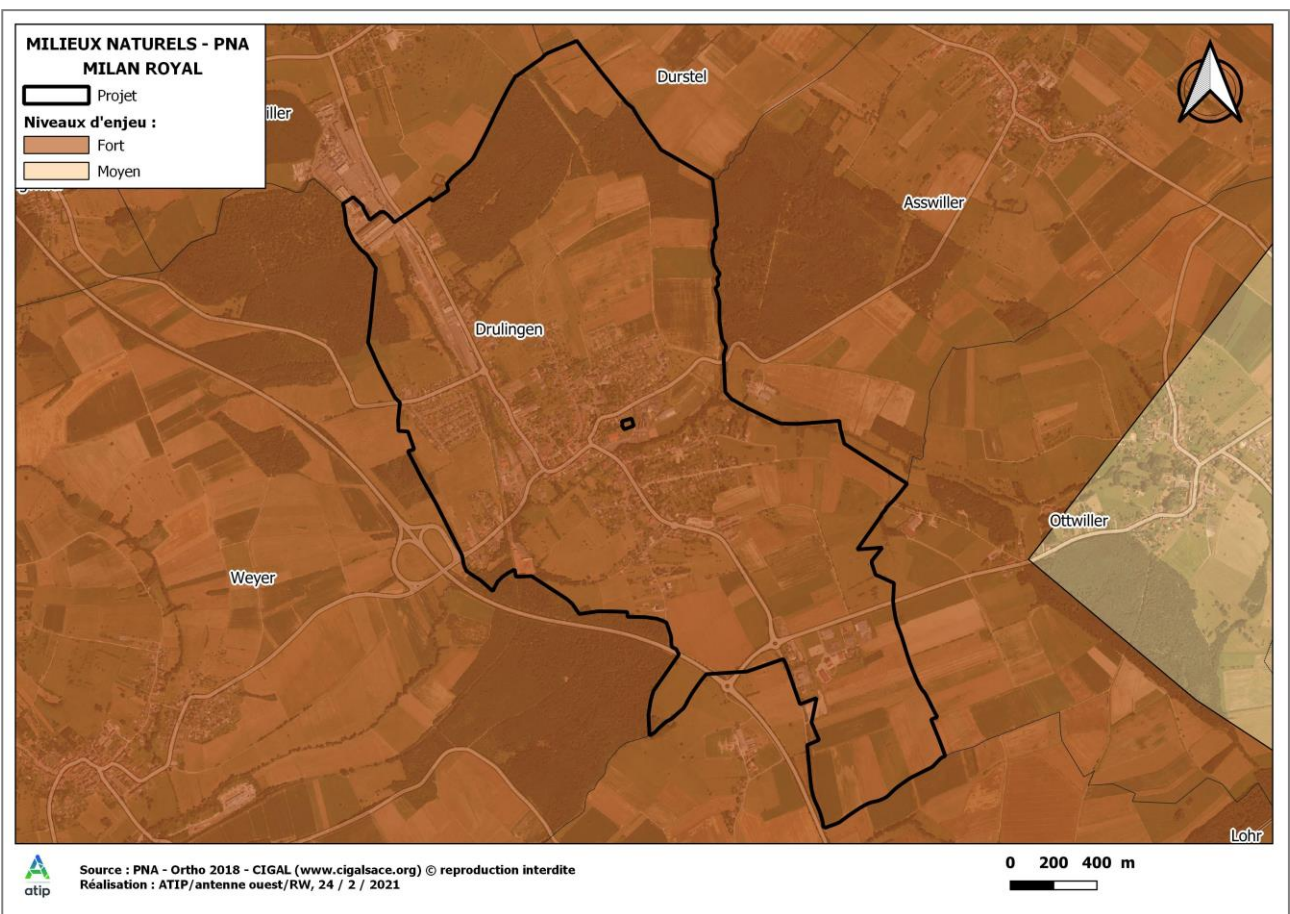 MILIEUX NATURELS - PNA
MILAN ROYAL
Projet
Niveaux d'enjeu :
Fort
Moyen
Durstel
iller
Asswiller
Drulingen
Ottwiller
Weyer
Lohr
atip
Source : PNA - Ortho 2018 - CIGAL (www.cigalsace.org) © reproduction interdite
Réalisation : ATIP/antenne ouest/RW, 24 / 2 / 2021
0 200 400 m